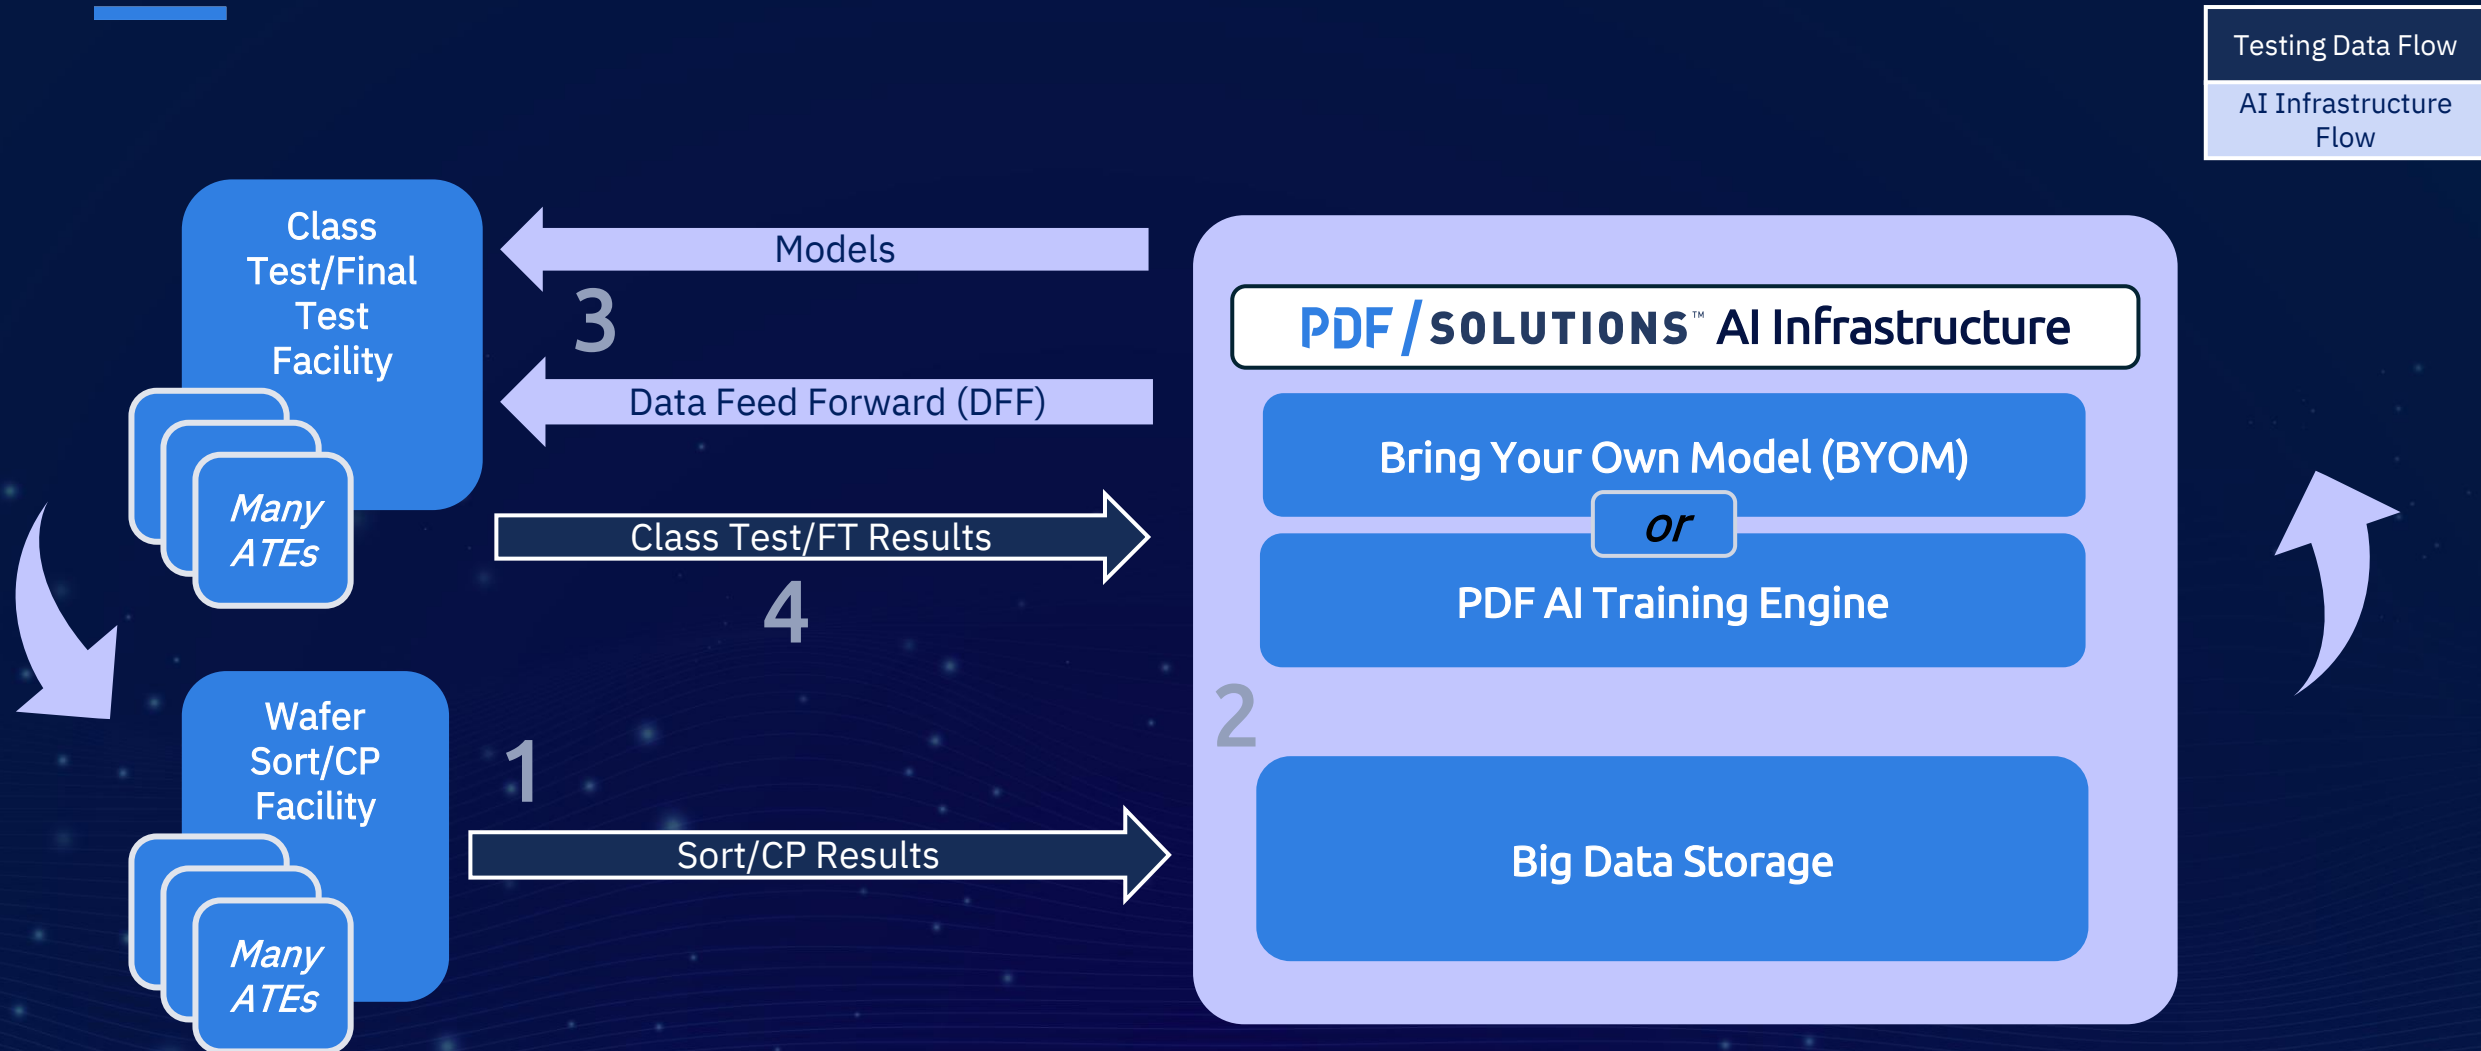 Testing Data Flow
AI Infrastructure
Flow
Class
Test/Final
Test
Facility
Many
ATEs
Models
3
Data Feed Forward (DFF)
Class Test/FT Results
4
Wafer
Sort/CP
Facility
Many
ATEs
1
Sort/CP Results
PDF/SOLUTIONS™ AI Infrastructure
Bring Your Own Model (BYOM)
or
PDF AI Training Engine
2
Big Data Storage